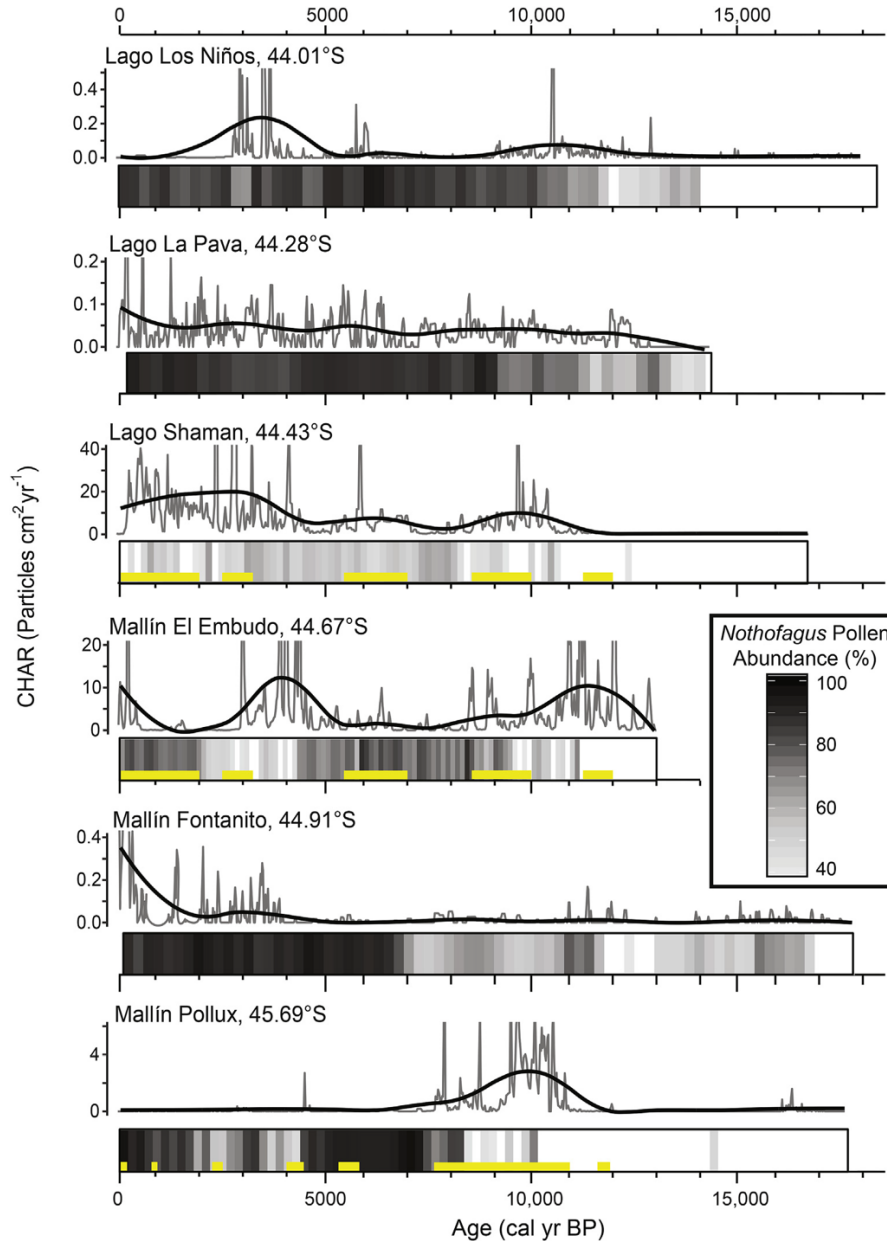 0 5000 10,000 15,000
Lago Los Niños, 44.01°S
0.4
0.2
0.0
Lago La Pava, 44.28°S
0.2
0.1
0.0
Lago Shaman, 44.43°S
40
20
0
CHAR (Particles cm-2yr-1)
Mallín El Embudo, 44.67°S
20
10
0
Nothofagus Pollen
Abundance (%)
100
80
60
40
Mallín Fontanito, 44.91°S
0.4
0.2
0.0
Mallín Pollux, 45.69°S
4
0
0 5000 10,000 15,000
Age (cal yr BP)